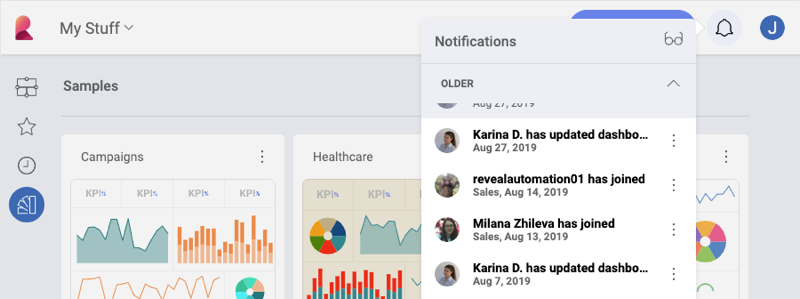 My Stuff
J
Notifications
OLDER
Samples
Aug 27, 2019
Karina D. has updated dashbo...
Aug 27, 2019
revealautomation01 has joined
Sales, Aug 14, 2019
Milana Zhileva has joined
Sales, Aug 13, 2019
Karina D. has updated dashbo...
Aug 7, 2019
Campaigns
KPI% KPI% KPI% KPI%
Healthcare
KPI% KPI%